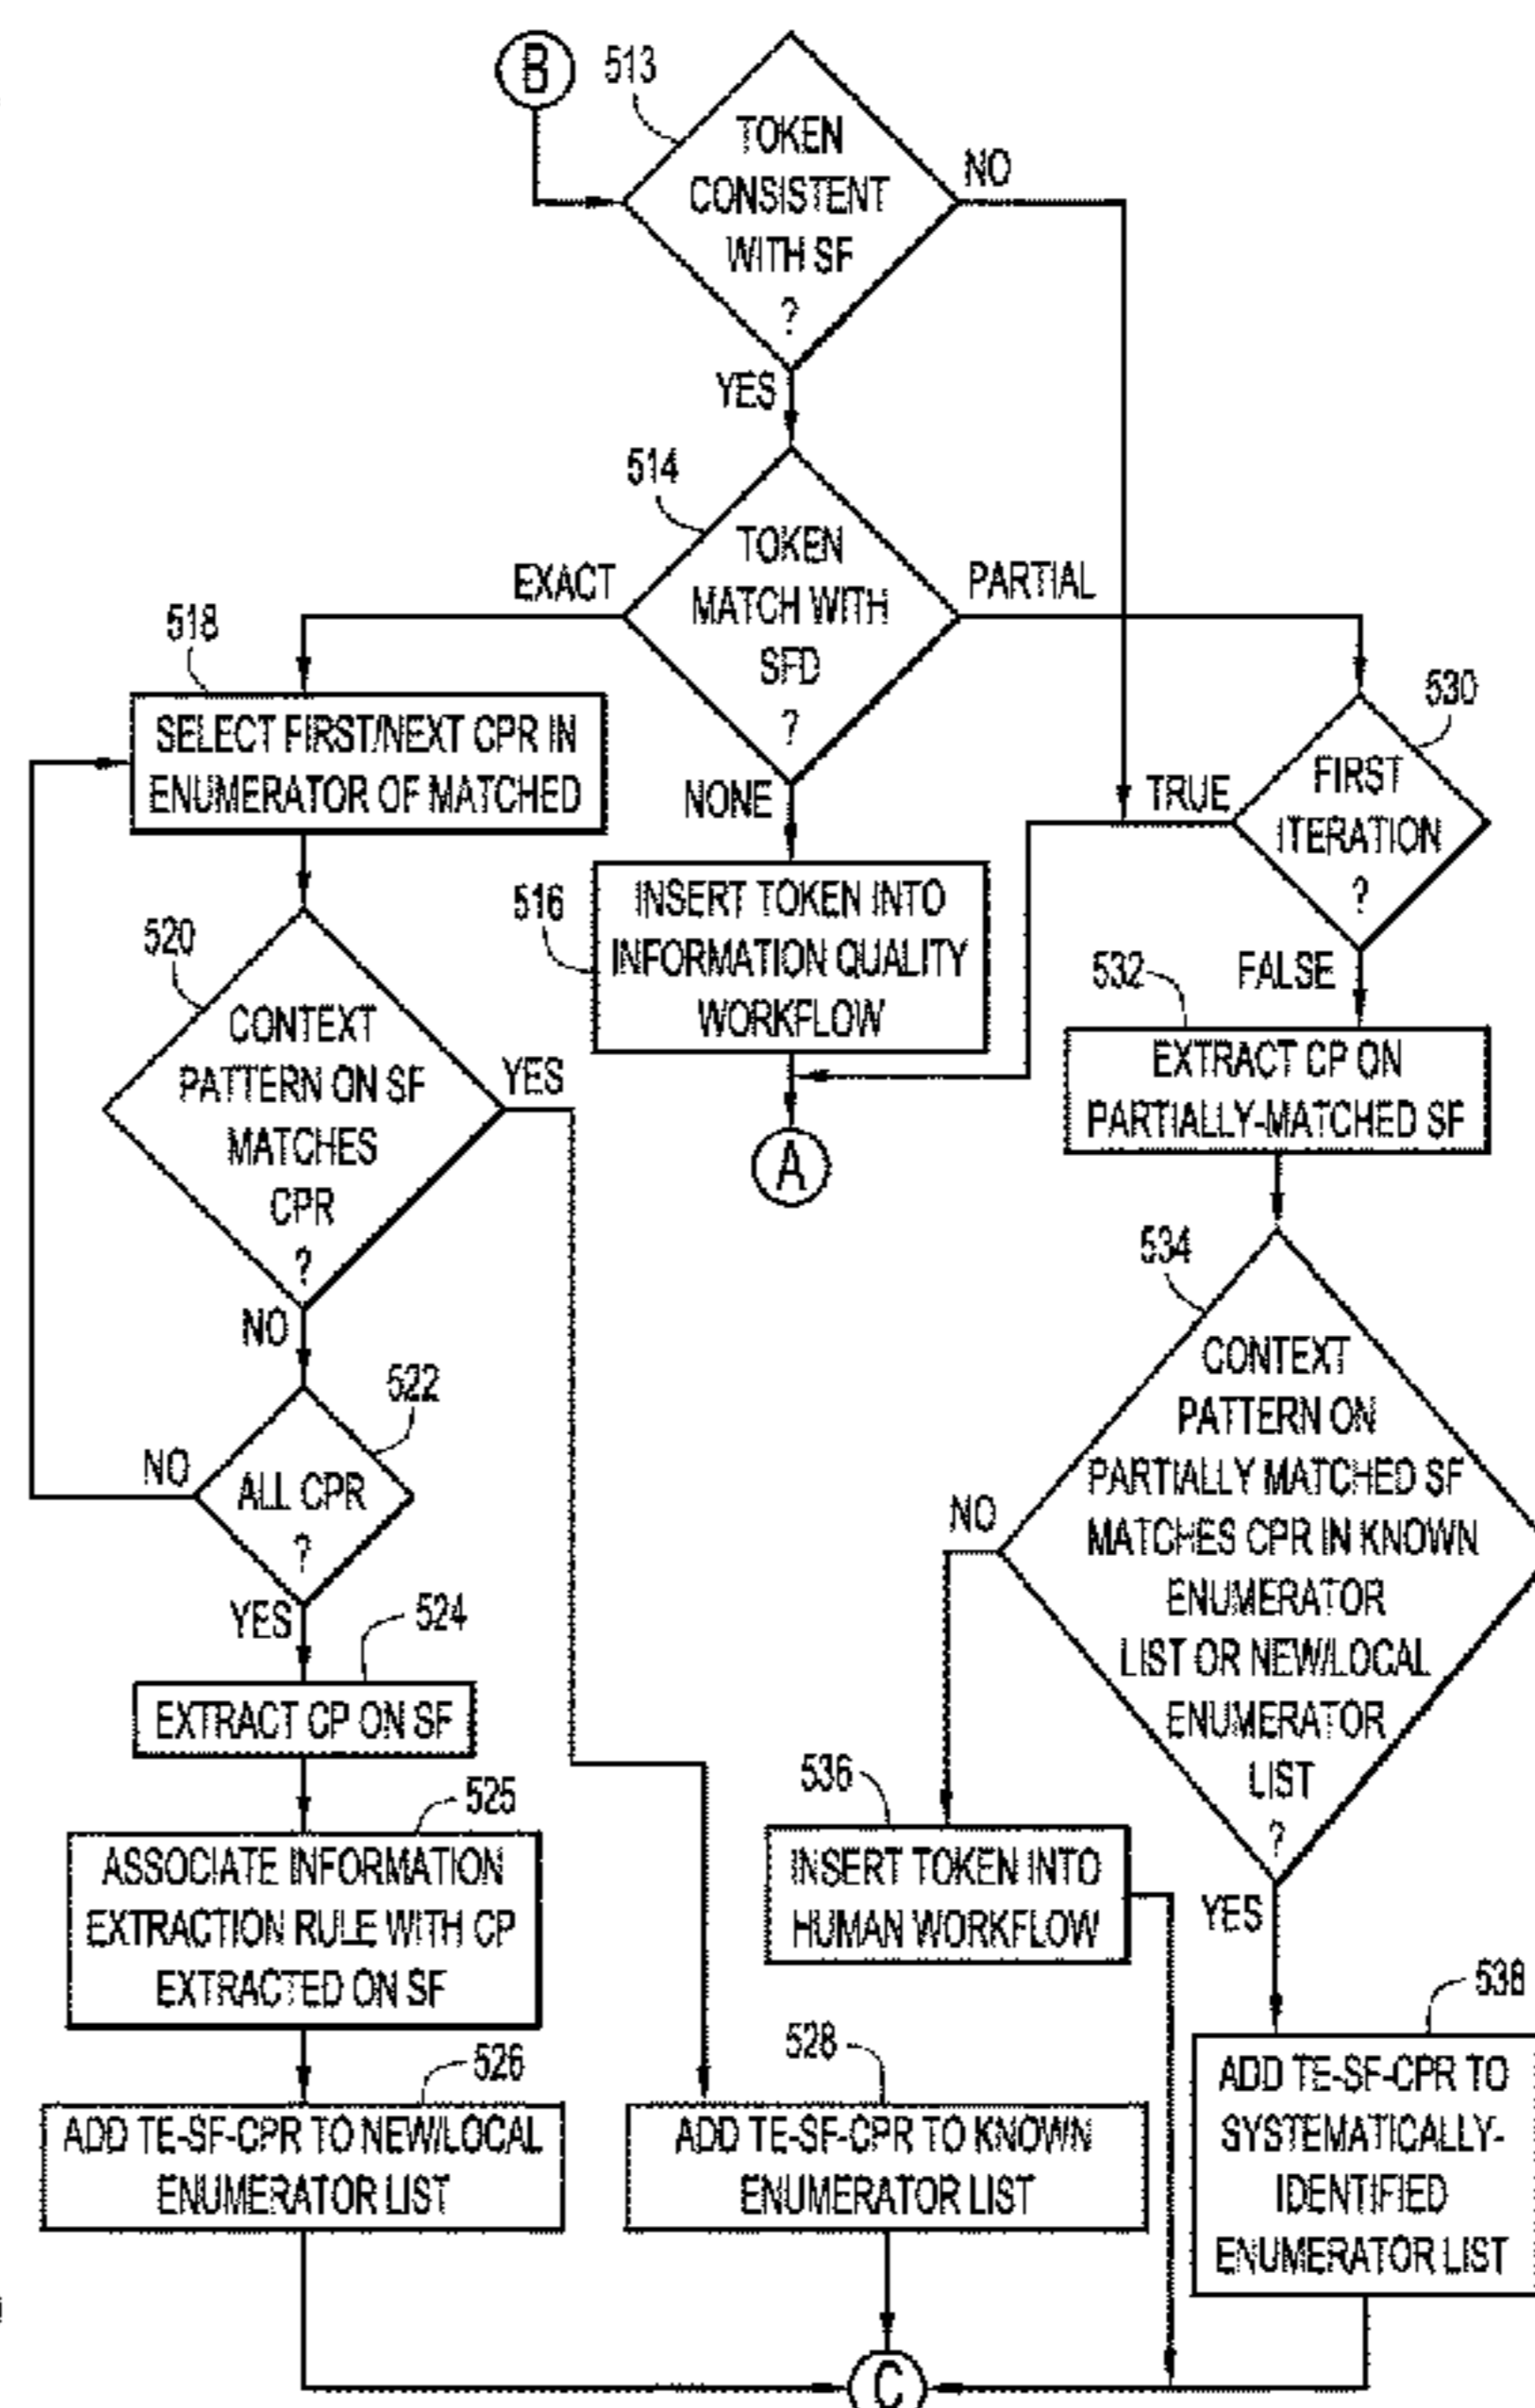 B
513
TOKEN
CONSISTENT
WITH SF
?
NO
YES
514
TOKEN
MATCH WITH
SFD
?
EXACT
PARTIAL
NONE
518
SELECT FIRST/NEXT CPR IN
ENUMERATOR OF MATCHED
530
FIRST
ITERATION
?
TRUE
FALSE
516
INSERT TOKEN INTO
INFORMATION QUALITY
WORKFLOW
A
520
CONTEXT
PATTERN ON SF
MATCHES
CPR
?
YES
NO
532
EXTRACT CP ON
PARTIALLY-MATCHED SF
522
ALL CPR
?
NO
YES
534
CONTEXT
PATTERN ON
PARTIALLY MATCHED SF
MATCHES CPR IN KNOWN
ENUMERATOR
LIST OR NEW/LOCAL
ENUMERATOR
LIST
?
NO
YES
524
EXTRACT CP ON SF
525
ASSOCIATE INFORMATION
EXTRACTION RULE WITH CP
EXTRACTED ON SF
536
INSERT TOKEN INTO
HUMAN WORKFLOW
526
ADD TE-SF-CPR TO NEW/LOCAL
ENUMERATOR LIST
528
ADD TE-SF-CPR TO KNOWN
ENUMERATOR LIST
538
ADD TE-SF-CPR TO
SYSTEMATICALLY-
IDENTIFIED
ENUMERATOR LIST
C